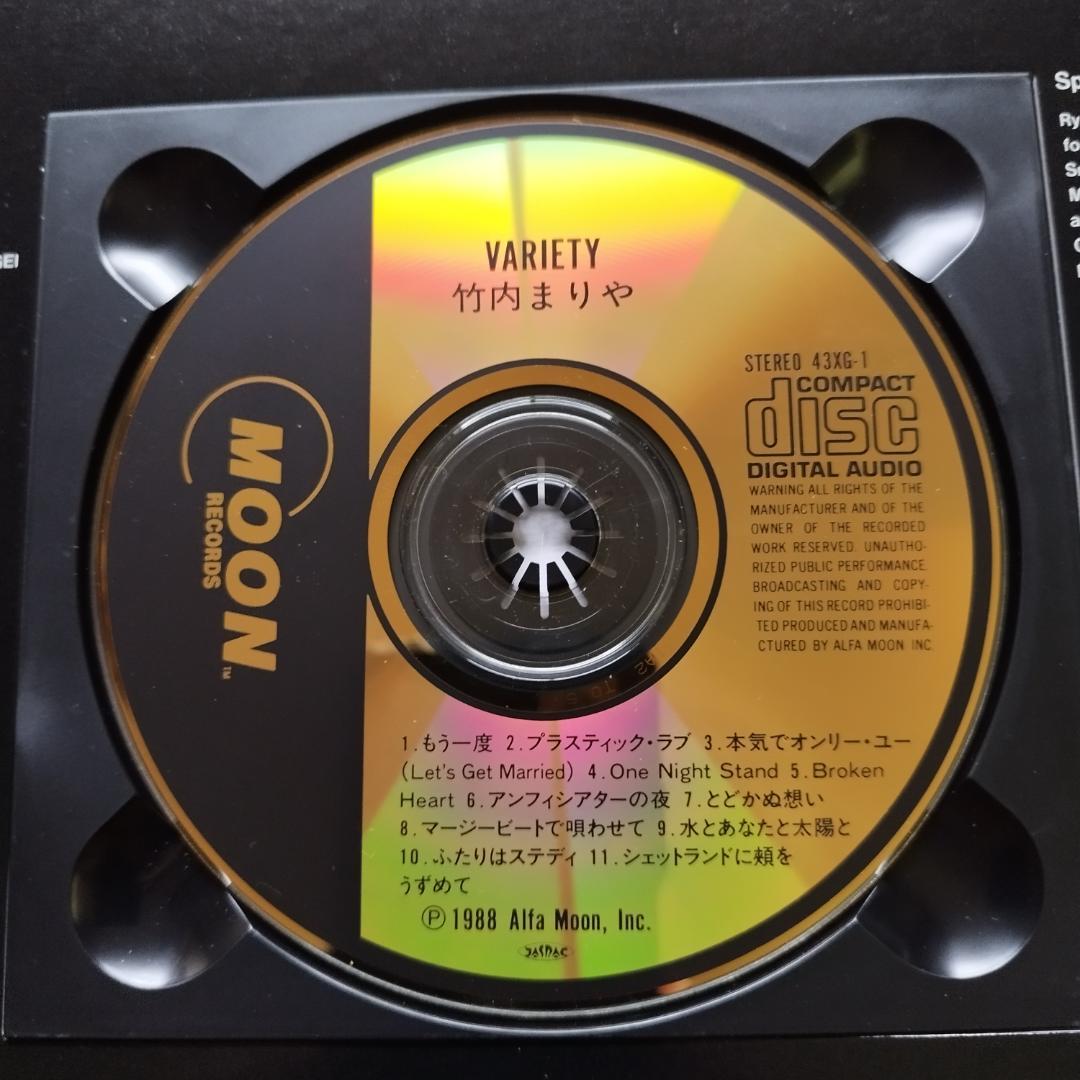 VARIETY
竹内まりや
STEREO 43XG-1
COMPACT
disc
DIGITAL AUDIO
WARNING ALL RIGHTS OF THE
MANUFACTURER AND OF THE
OWNER OF THE RECORDED
WORK RESERVED. UNAUTHO-
RIZED PUBLIC PERFORMANCE.
BROADCASTING AND COPY-
ING OF THIS RECORD PROHIBI-
TED PRODUCED AND MANUFA-
CTURED BY ALFA MOON INC.
MOON
RECORDS
TM
1.もう一度 2.プラスティック・ラブ 3.本気でオンリー・ユー
(Let's Get Married) 4.One Night Stand 5.Broken
Heart 6.アンフィシアターの夜 7.とどかぬ想い
8.マージービートで唄わせて 9.水とあなたと太陽と
10.ふたりはステディ 11.シェットランドに頬を
うずめて
Ⓟ1988 Alfa Moon, Inc.
JASRAC